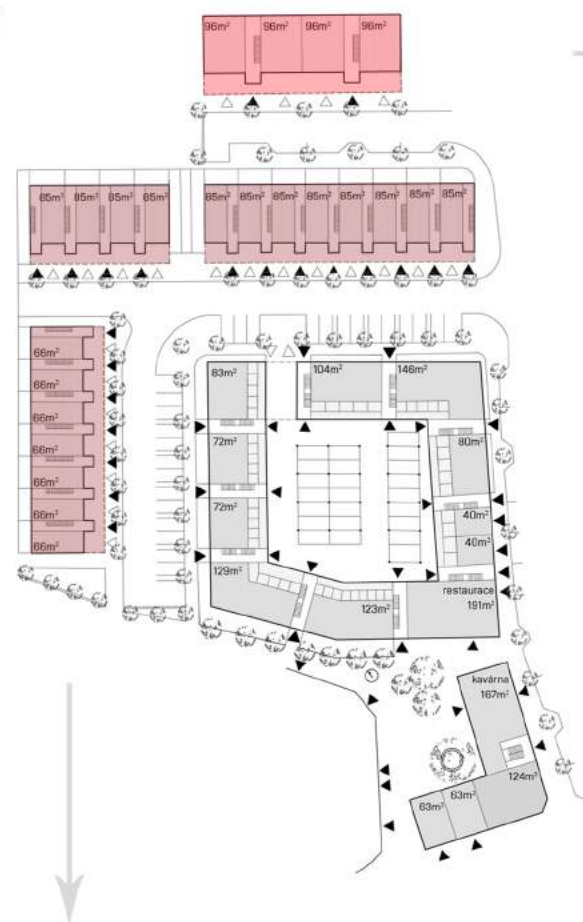 96m² 96m² 96m² 96m²
85m² 85m² 85m² 85m² 85m² 85m² 85m² 85m² 85m² 85m² 85m² 85m²
66m²
66m²
66m²
66m²
66m²
66m²
66m²
83m² 104m² 146m²
72m² 80m²
72m² 40m²
40m²
129m²
123m²
restaurace
191m²
kavárna
167m²
124m²
63m² 63m²